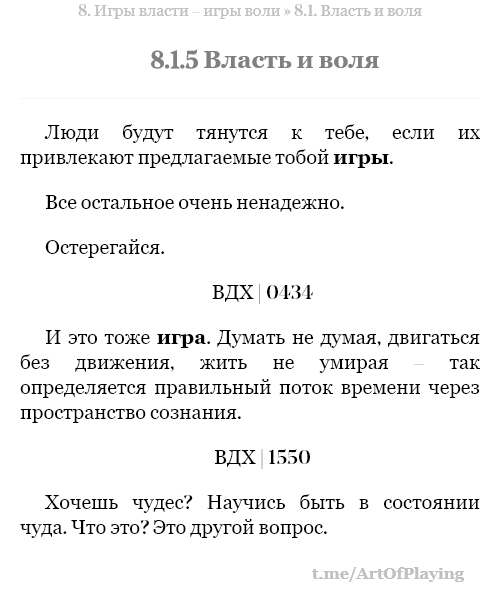 8. Игры власти – игры воли » 8.1. Власть и воля
8.1.5 Власть и воля
Люди будут тянутся к тебе, если их
привлекают предлагаемые тобой игры.
Все остальное очень ненадежно.
Остерегайся.
ВДХ | 0434
И это тоже игра. Думать не думая, двигаться
без движения, жить не умирая – так
определяется правильный поток времени через
пространство сознания.
ВДХ | 1550
Хочешь чудес? Научись быть в состоянии
чуда. Что это? Это другой вопрос.
t.me/ArtOfPlaying